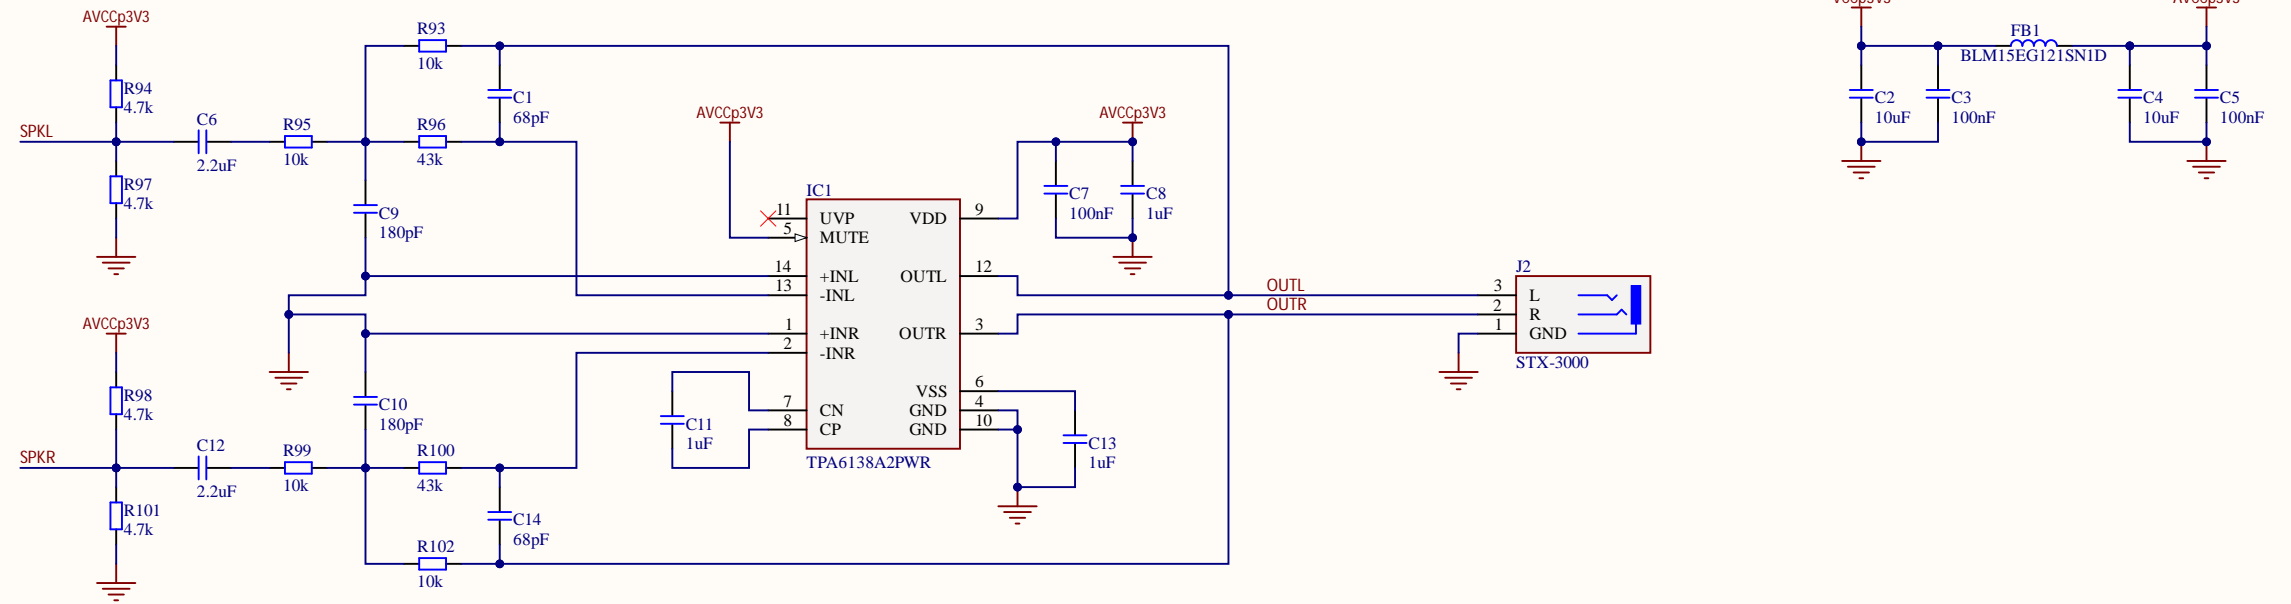 AVCCp3V3
R94
4.7k
SPKL
R97
4.7k
C6
2.2uF
R95
10k
R93
10k
R96
43k
C1
68pF
C9
180pF
AVCCp3V3
R98
4.7k
SPKR
R101
4.7k
C12
2.2uF
R99
10k
C10
180pF
R100
43k
R102
10k
C14
68pF
AVCCp3V3
C11
1uF
IC1
11 UVP
5 MUTE
14 +INL
13 -INL
1 +INR
2 -INR
7 CN
8 CP
VDD 9
OUTL 12
OUTR 3
VSS 6
GND 4
GND 10
TPA6138A2PWR
AVCCp3V3
C7
100nF
C8
1uF
C13
1uF
OUTL
OUTR
J2
3 L
2 R
1 GND
STX-3000
FB1
BLM15EG121SN1D
C2
10uF
C3
100nF
C4
10uF
C5
100nF